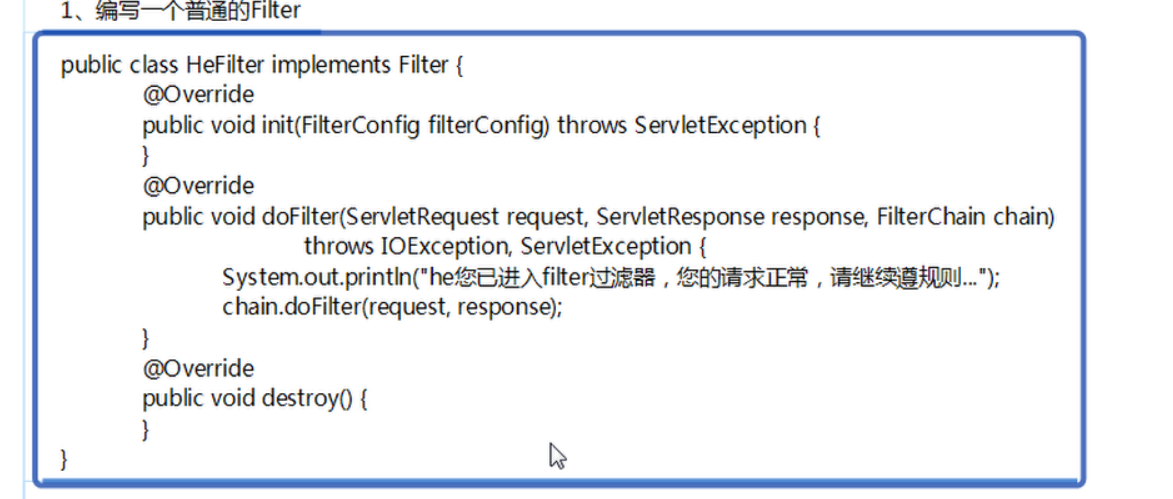 1、编写一个普通的Filter
public class HeFilter implements Filter {
@Override
public void init(FilterConfig filterConfig) throws ServletException {
}
@Override
public void doFilter(ServletRequest request, ServletResponse response, FilterChain chain)
throws IOException, ServletException {
System.out.println("he您已进入filter过滤器，您的请求正常，请继续遵规则...");
chain.doFilter(request, response);
}
@Override
public void destroy() {
}
}